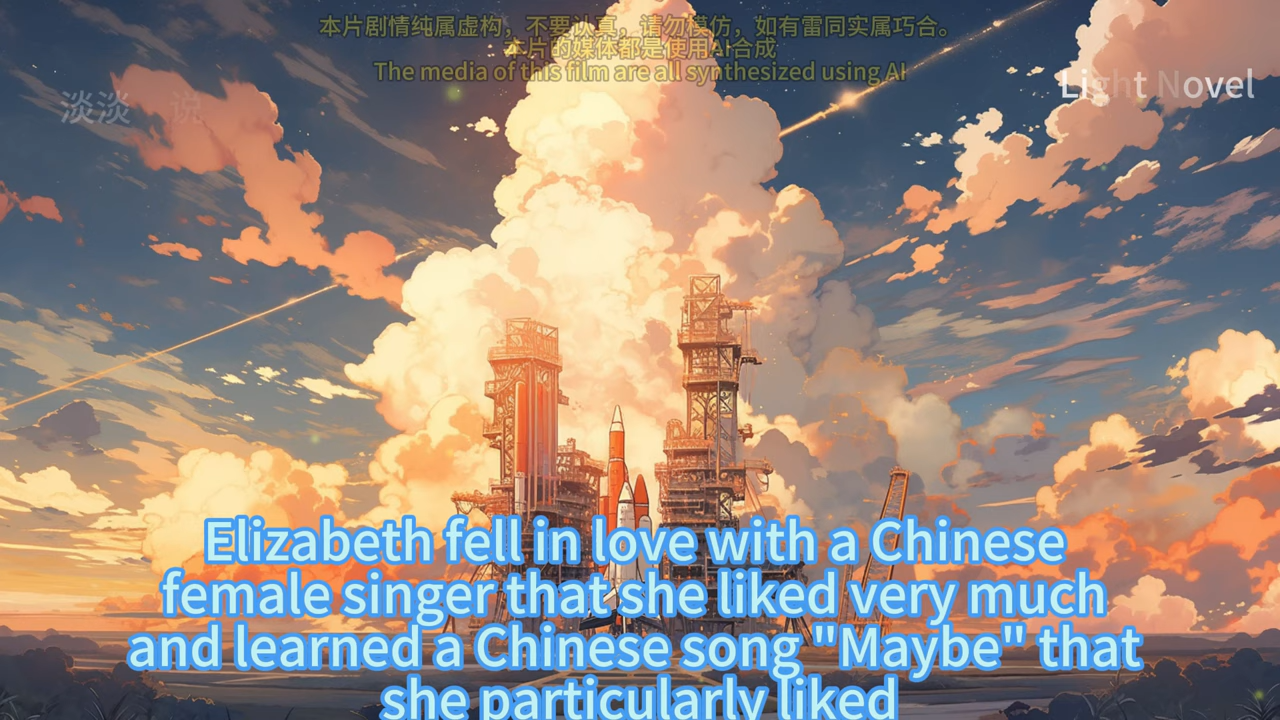 本片剧情纯属虚构，不要认真，请勿模仿，如有雷同实属巧合。
本片的媒体都是使用AI合成
The media of this film are all synthesized using AI
Light Novel
淡淡 说
Elizabeth fell in love with a Chinese
female singer that she liked very much
and learned a Chinese song "Maybe" that
she particularly liked